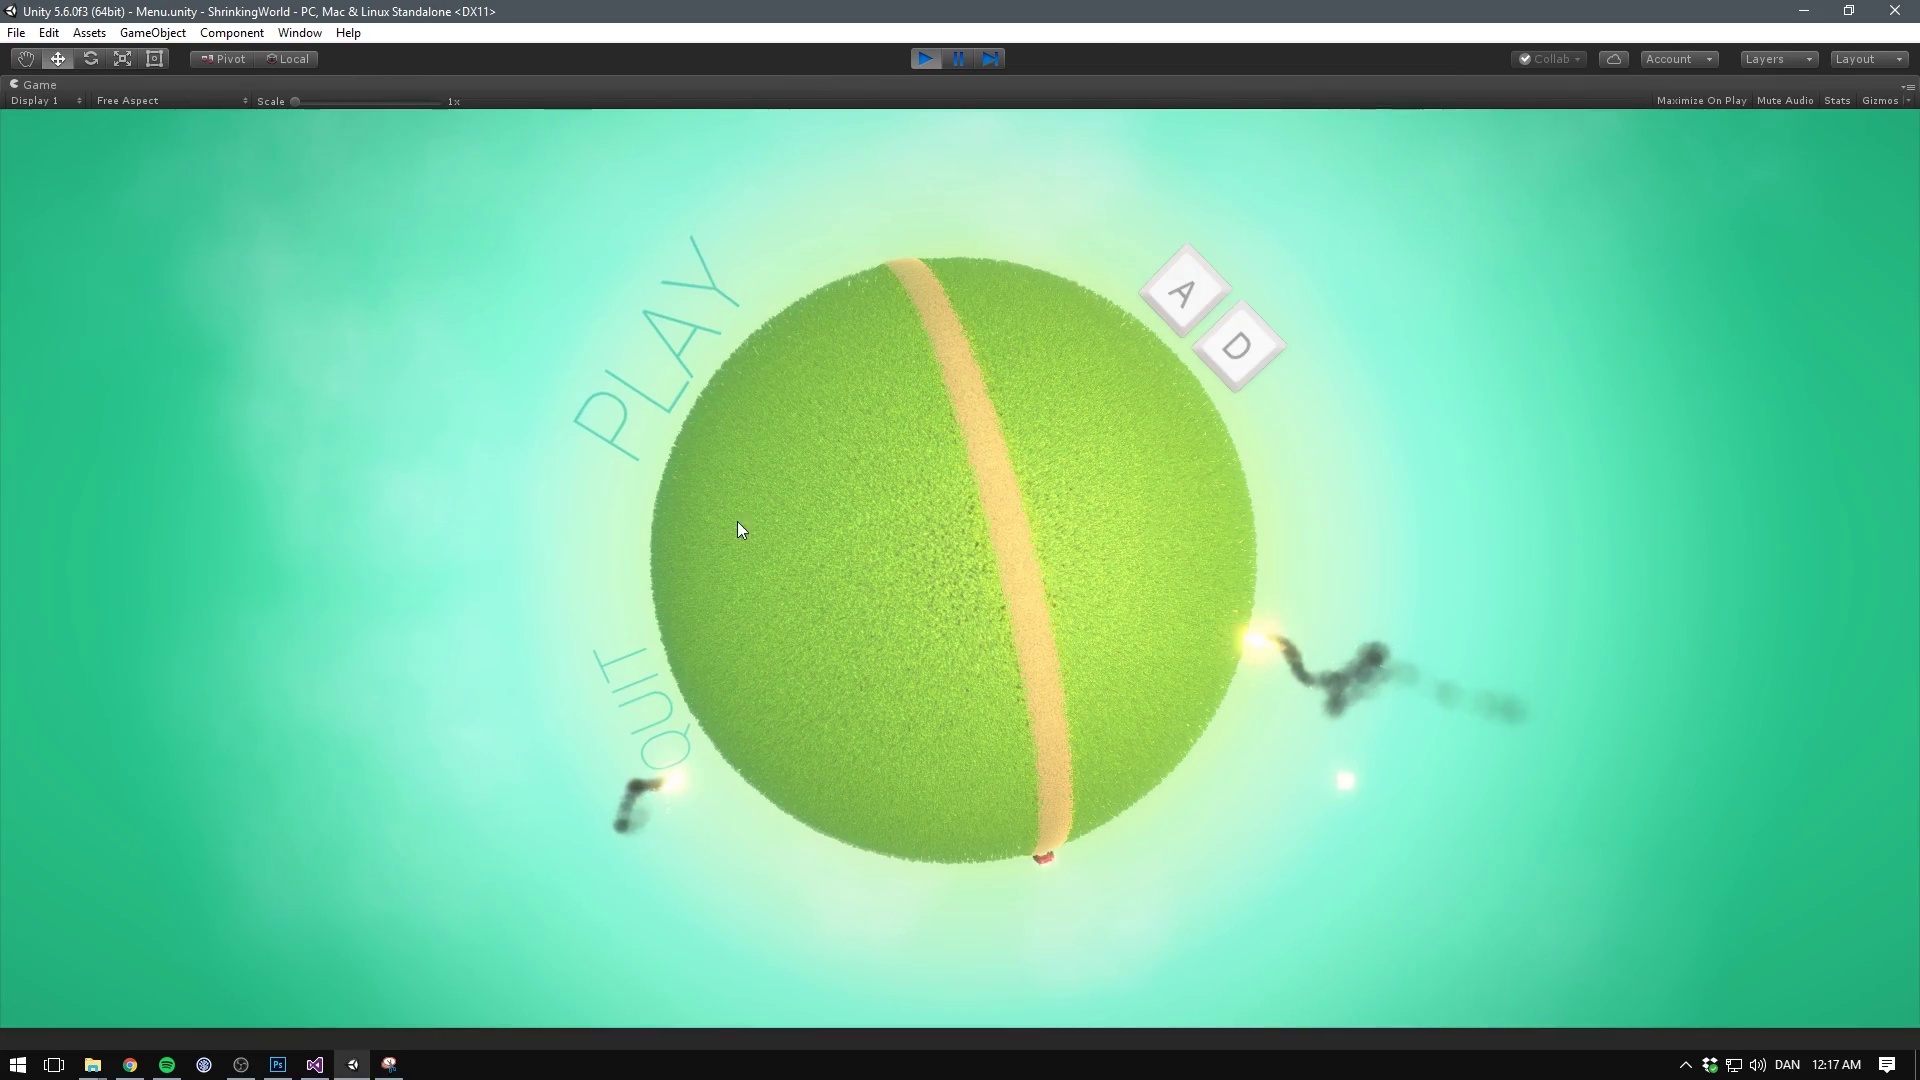 Unity 5.6.0f3 (64bit) - Menu.unity - ShrinkingWorld - PC, Mac & Linux Standalone <DX11>
File Edit Assets GameObject Component Window Help
Pivot Local Collab Account Layers Layout
Game
Display 1 Free Aspect Scale 1x Maximize On Play Mute Audio Stats Gizmos
PLAY
A
D
QUIT
Ps DAN 12:17 AM